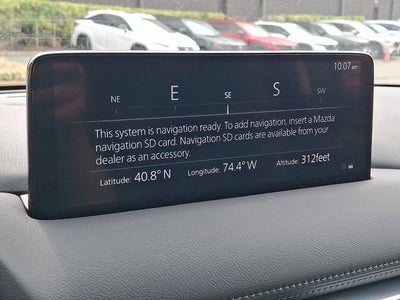 10:07 am
NE E SE S SW
This system is navigation ready. To add navigation, insert a Mazda
navigation SD card. Navigation SD cards are available from your
dealer as an accessory.
Latitude: 40.8° N Longitude: 74.4° W Altitude: 312feet